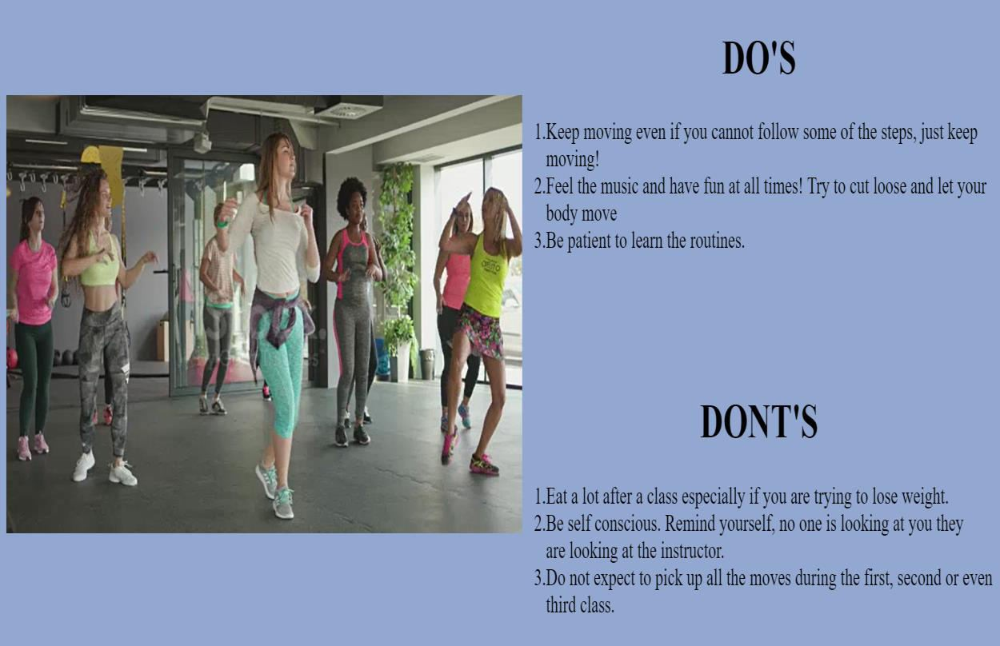 DO'S
1.Keep moving even if you cannot follow some of the steps, just keep
moving!
2.Feel the music and have fun at all times! Try to cut loose and let your
body move
3.Be patient to learn the routines.
DONT'S
1.Eat a lot after a class especially if you are trying to lose weight.
2.Be self conscious. Remind yourself, no one is looking at you they
are looking at the instructor.
3.Do not expect to pick up all the moves during the first, second or even
third class.